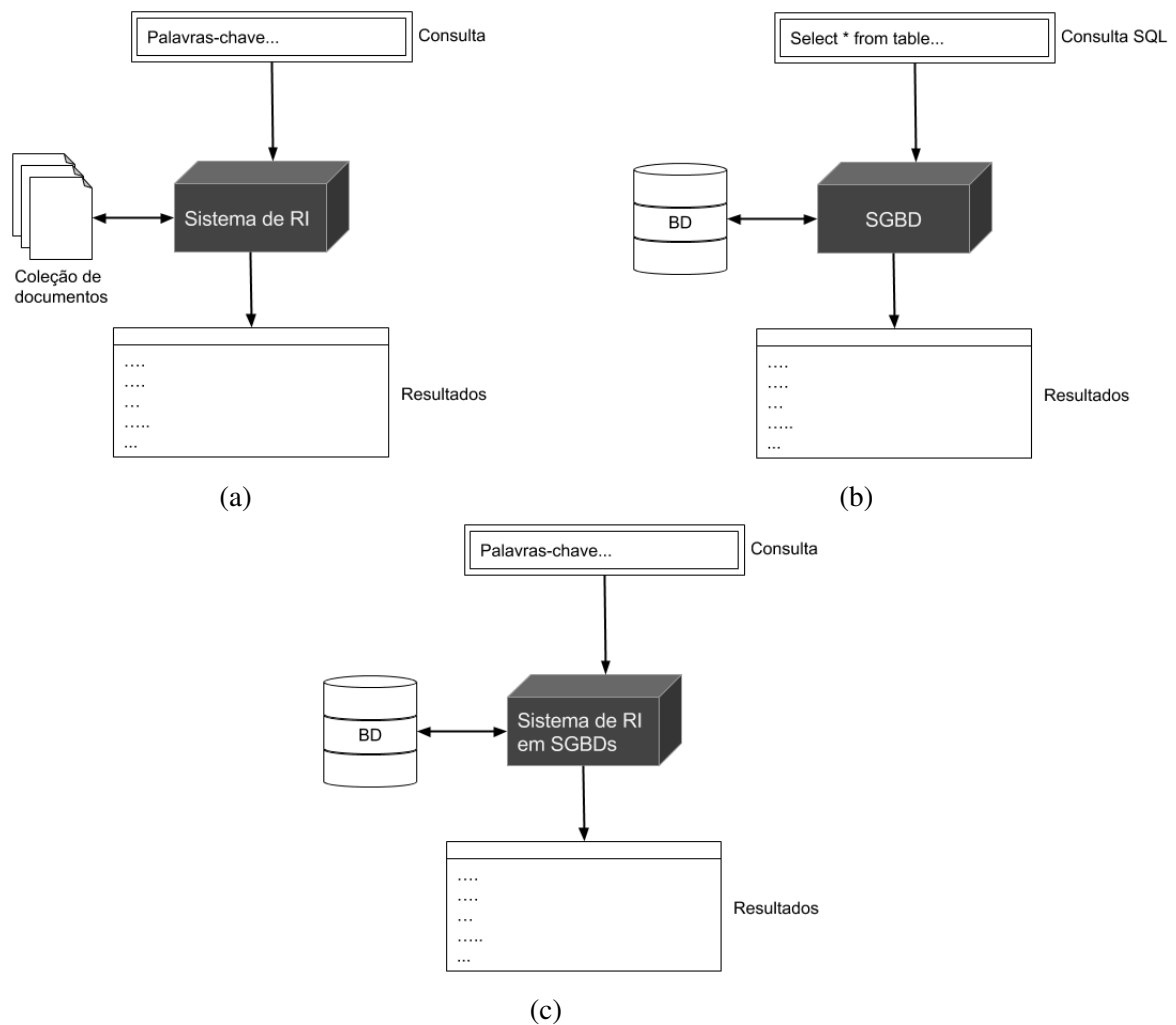 Palavras-chave...
Consulta
Sistema de RI
Coleção de
documentos
....
....
...
.....
...
Resultados
(a)
Select * from table...
Consulta SQL
BD
SGBD
....
....
...
.....
...
Resultados
(b)
Palavras-chave...
Consulta
BD
Sistema de RI
em SGBDs
....
....
...
.....
...
Resultados
(c)